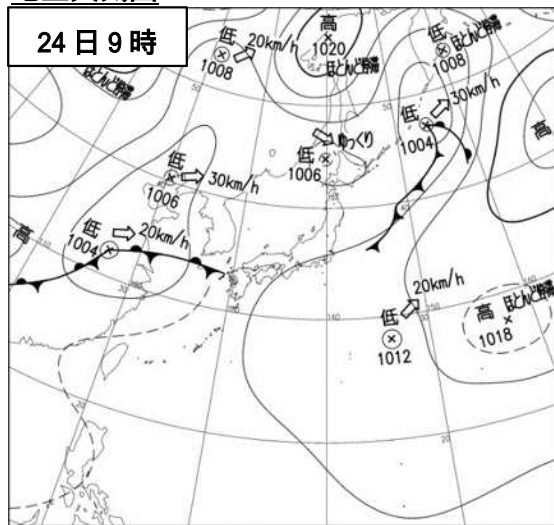 24日9時
低
20km/h
1008
高
1020
ほとんど停滞
低
ほとんど停滞
1008
ほとんど停滞
高
低
30km/h
1004
ゆっくり
低
1006
低
30km/h
1006
低
20km/h
1004
高
20km/h
低
1012
高
ほとんど停滞
1018